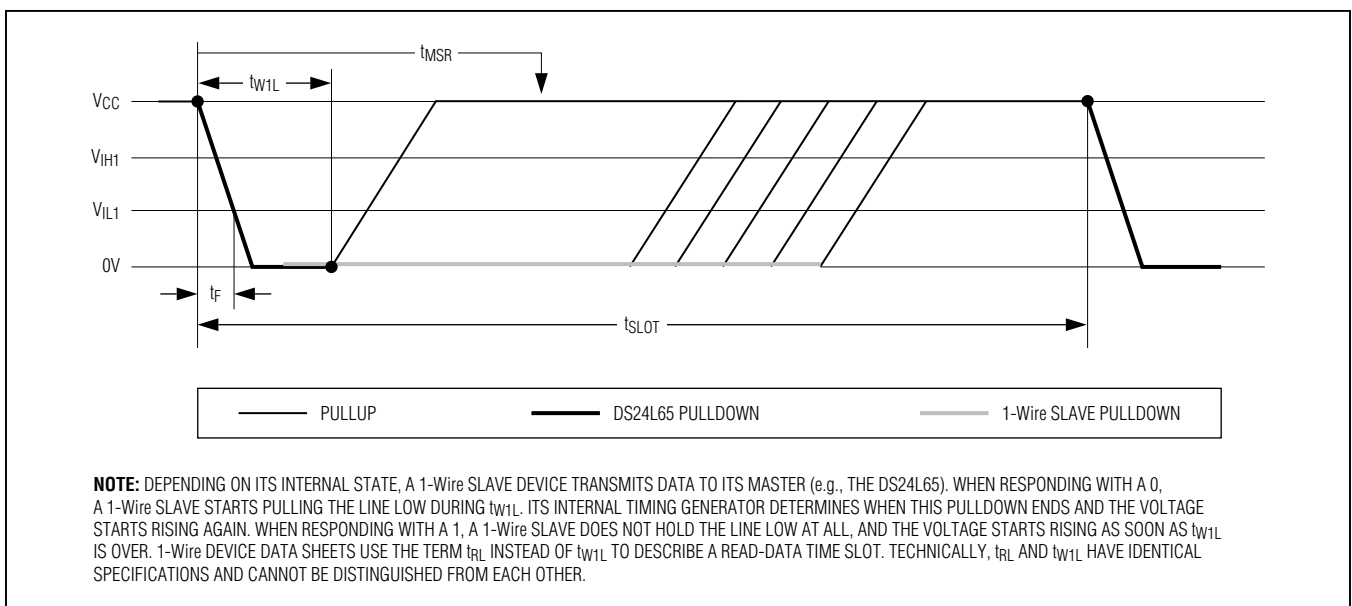 tMSR
tW1L
VCC
VIH1
VIL1
0V
tF
tSLOT
PULLUP DS24L65 PULLDOWN 1-Wire SLAVE PULLDOWN
NOTE: DEPENDING ON ITS INTERNAL STATE, A 1-Wire SLAVE DEVICE TRANSMITS DATA TO ITS MASTER (e.g., THE DS24L65). WHEN RESPONDING WITH A 0,
A 1-Wire SLAVE STARTS PULLING THE LINE LOW DURING tW1L. ITS INTERNAL TIMING GENERATOR DETERMINES WHEN THIS PULLDOWN ENDS AND THE VOLTAGE
STARTS RISING AGAIN. WHEN RESPONDING WITH A 1, A 1-Wire SLAVE DOES NOT HOLD THE LINE LOW AT ALL, AND THE VOLTAGE STARTS RISING AS SOON AS tW1L
IS OVER. 1-Wire DEVICE DATA SHEETS USE THE TERM tRL INSTEAD OF tW1L TO DESCRIBE A READ-DATA TIME SLOT. TECHNICALLY, tRL AND tW1L HAVE IDENTICAL
SPECIFICATIONS AND CANNOT BE DISTINGUISHED FROM EACH OTHER.